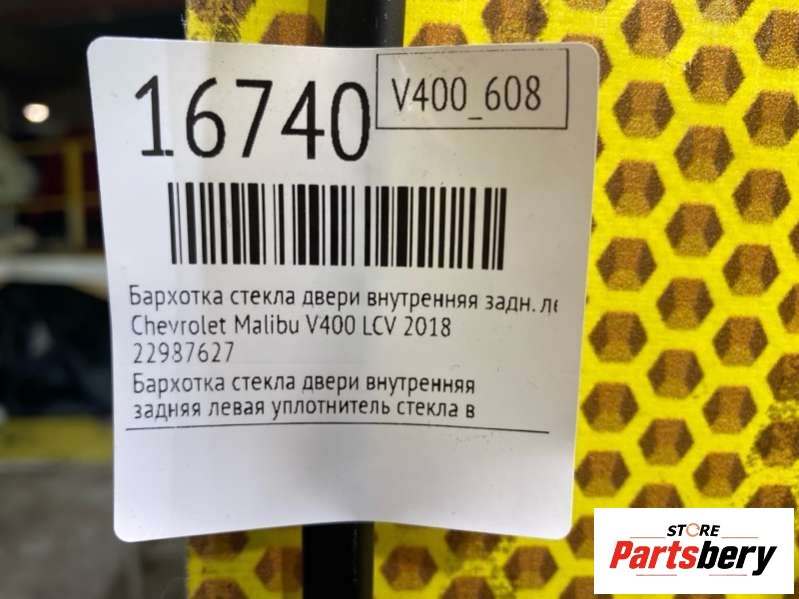 16740
V400_608
Бархотка стекла двери внутренняя задн. ле
Chevrolet Malibu V400 LCV 2018
22987627
Бархотка стекла двери внутренняя
задняя левая уплотнитель стекла в
STORE
Partsbery